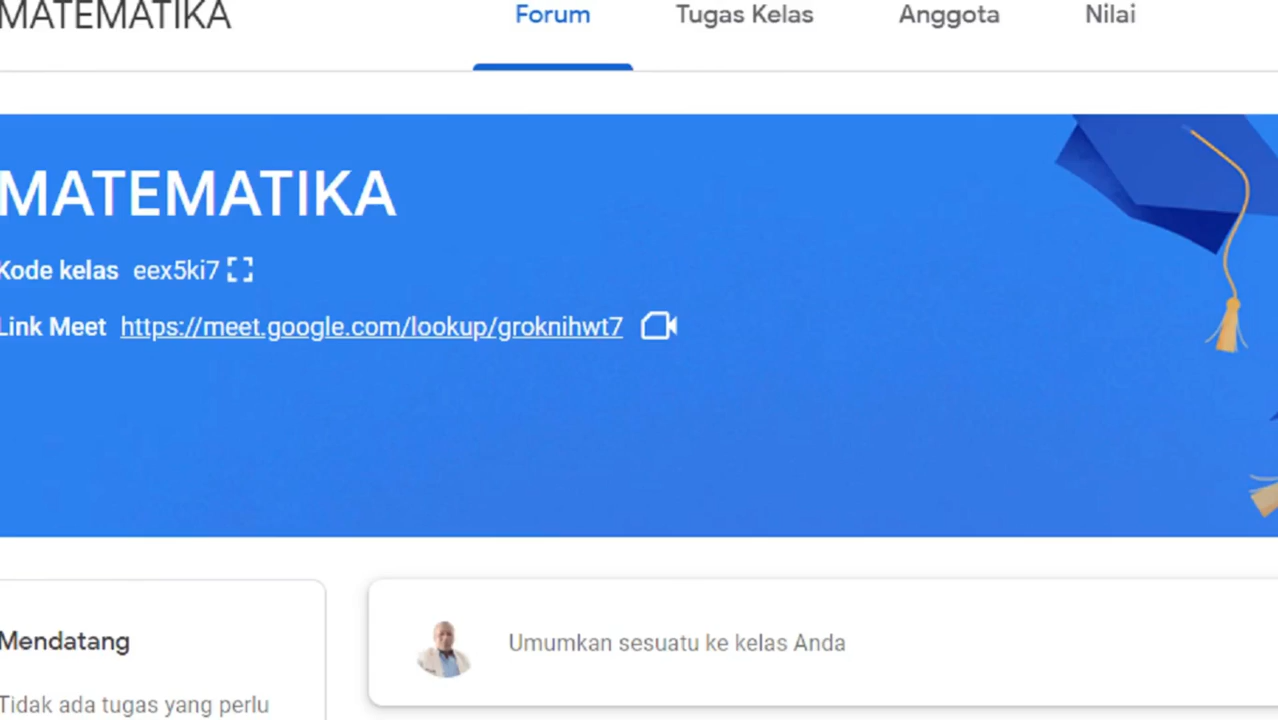 MATEMATIKA
Forum
Tugas Kelas
Anggota
Nilai
MATEMATIKA
Kode kelas eex5ki7
Link Meet https://meet.google.com/lookup/groknihwt7
Mendatang
Tidak ada tugas yang perlu
Umumkan sesuatu ke kelas Anda